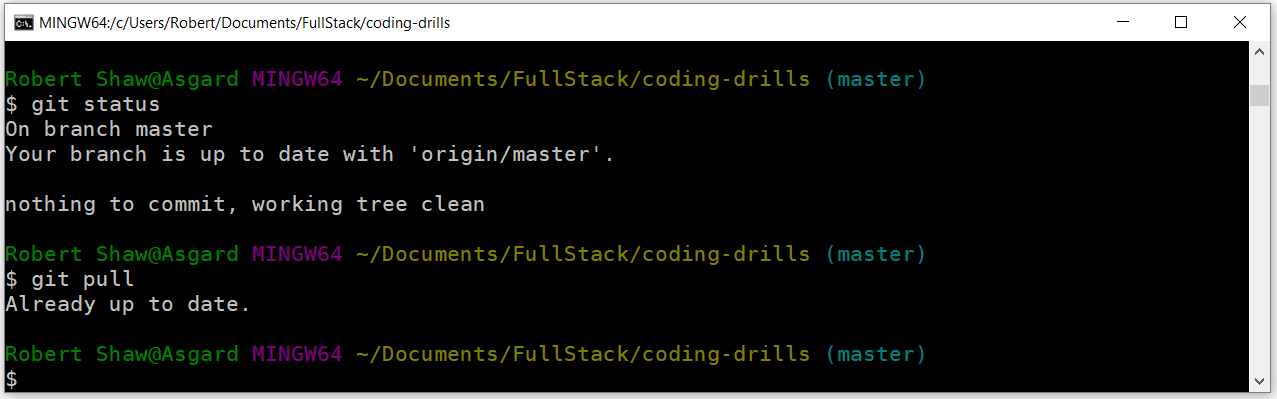 MINGW64:/c/Users/Robert/Documents/FullStack/coding-drills
Robert Shaw@Asgard MINGW64 ~/Documents/FullStack/coding-drills (master)
$ git status
On branch master
Your branch is up to date with 'origin/master'.
nothing to commit, working tree clean
Robert Shaw@Asgard MINGW64 ~/Documents/FullStack/coding-drills (master)
$ git pull
Already up to date.
Robert Shaw@Asgard MINGW64 ~/Documents/FullStack/coding-drills (master)
$